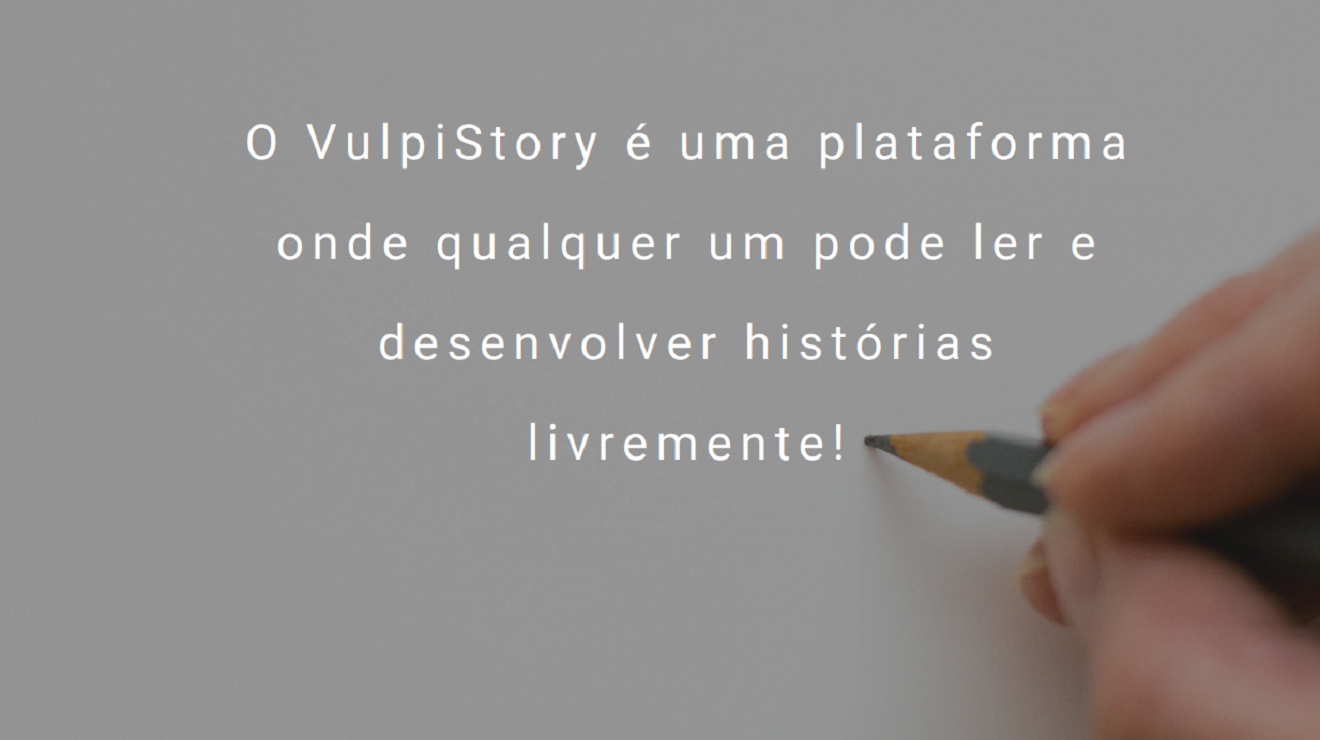 O VulpiStory é uma plataforma
onde qualquer um pode ler e
desenvolver histórias
livremente!